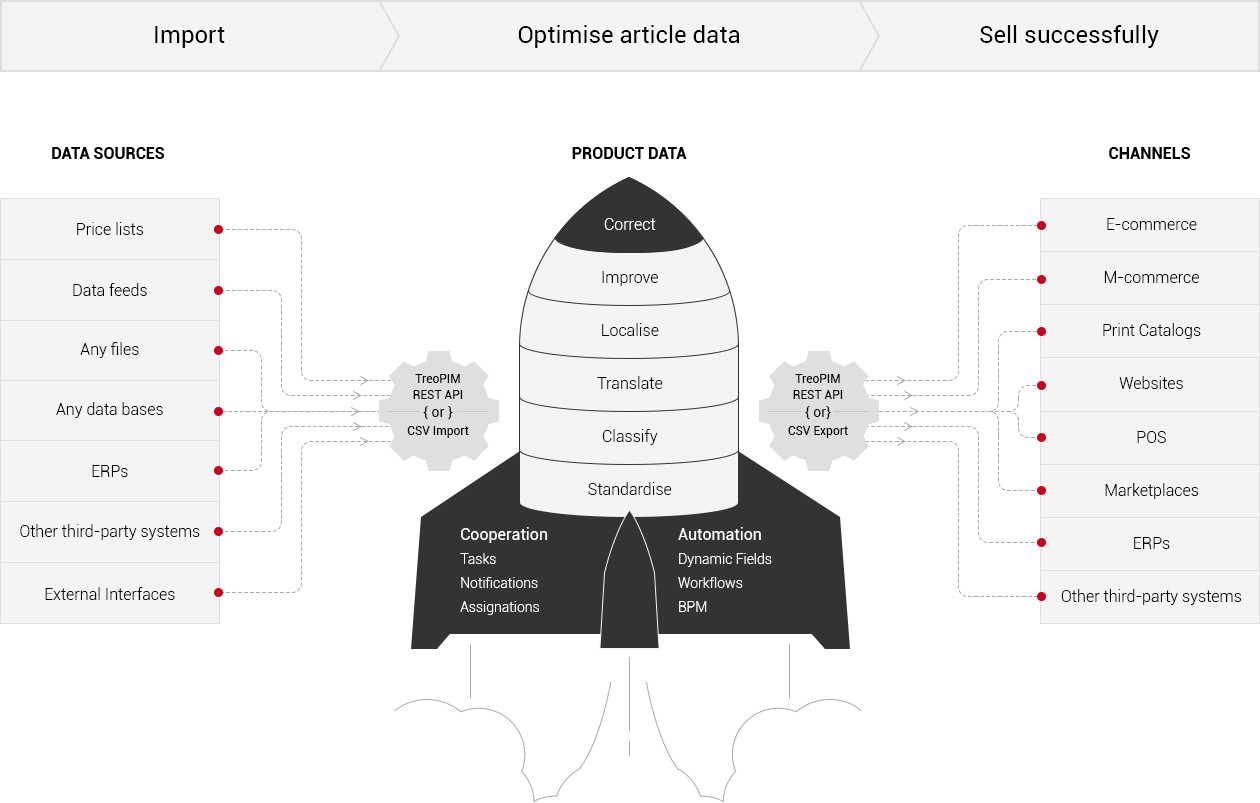 Import
Optimise article data
Sell successfully
DATA SOURCES
Price lists
Data feeds
Any files
Any data bases
ERPs
Other third-party systems
External Interfaces
TreoPIM
REST API
{ or }
CSV Import
PRODUCT DATA
Correct
Improve
Localise
Translate
Classify
Standardise
Cooperation
Tasks
Notifications
Assignations
Automation
Dynamic Fields
Workflows
BPM
TreoPIM
REST API
{ or}
CSV Export
CHANNELS
E-commerce
M-commerce
Print Catalogs
Websites
POS
Marketplaces
ERPs
Other third-party systems